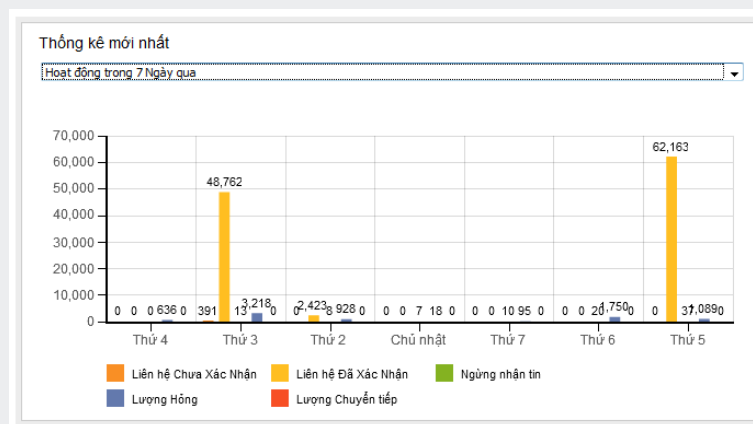 Thống kê mới nhất
Hoạt động trong 7 Ngày qua
70,000
60,000
50,000
40,000
30,000
20,000
10,000
0
0 0 0 636 0
391 48,762 13 3,218 0
0 2,423 8 928 0
0 0 7 18 0
0 0 10 95 0
0 0 20 1,750 0
0 62,163 37 1,089 0
Thứ 4 Thứ 3 Thứ 2 Chủ nhật Thứ 7 Thứ 6 Thứ 5
Liên hệ Chưa Xác Nhận Liên hệ Đã Xác Nhận Ngừng nhận tin
Lượng Hỏng Lượng Chuyển tiếp